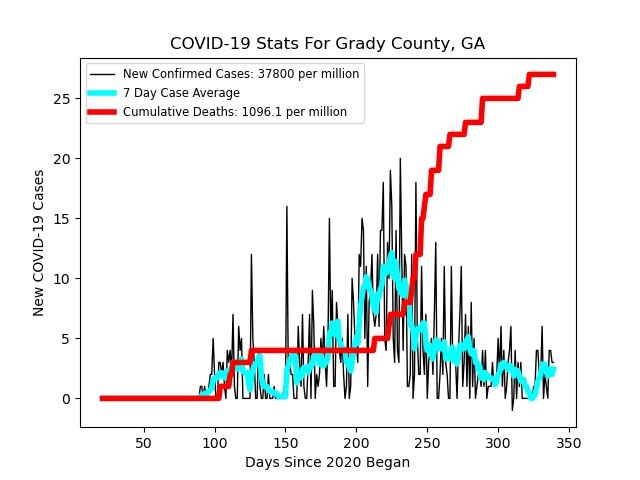 COVID-19 Stats For Grady County, GA
New Confirmed Cases: 37800 per million
7 Day Case Average
Cumulative Deaths: 1096.1 per million
New COVID-19 Cases
25
20
15
10
5
0
50
100
150
200
250
300
350
Days Since 2020 Began